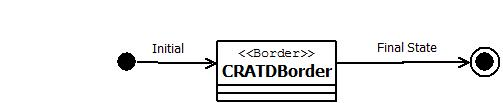 Initial
<<Border>>
CRATDBorder
Final State